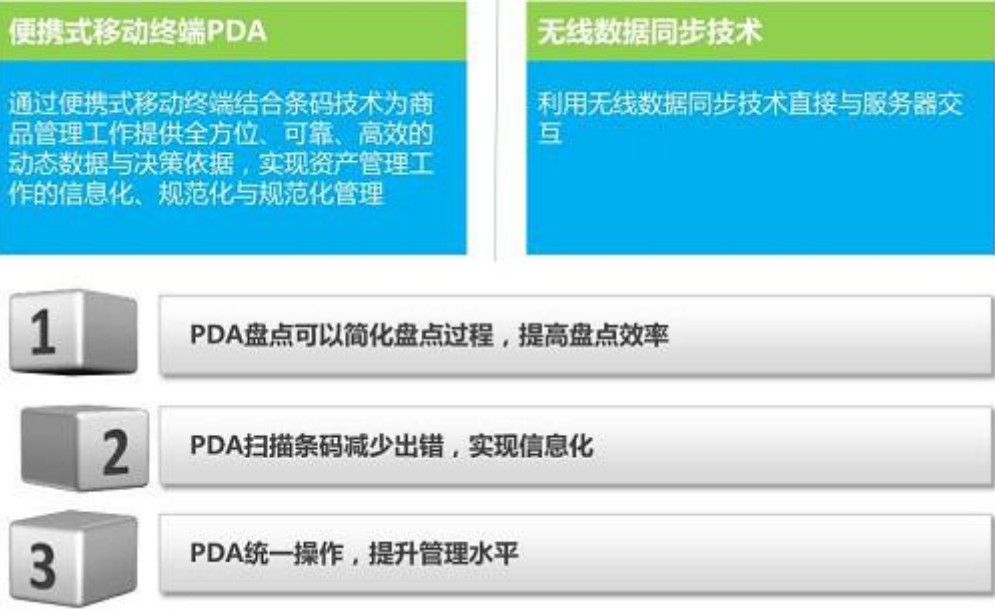 便携式移动终端PDA
通过便携式移动终端结合条码技术为商
品管理工作提供全方位、可靠、高效的
动态数据与决策依据，实现资产管理工
作的信息化、规范化与规范化管理
无线数据同步技术
利用无线数据同步技术直接与服务器交
互
1
PDA盘点可以简化盘点过程，提高盘点效率
2
PDA扫描条码减少出错，实现信息化
3
PDA统一操作，提升管理水平